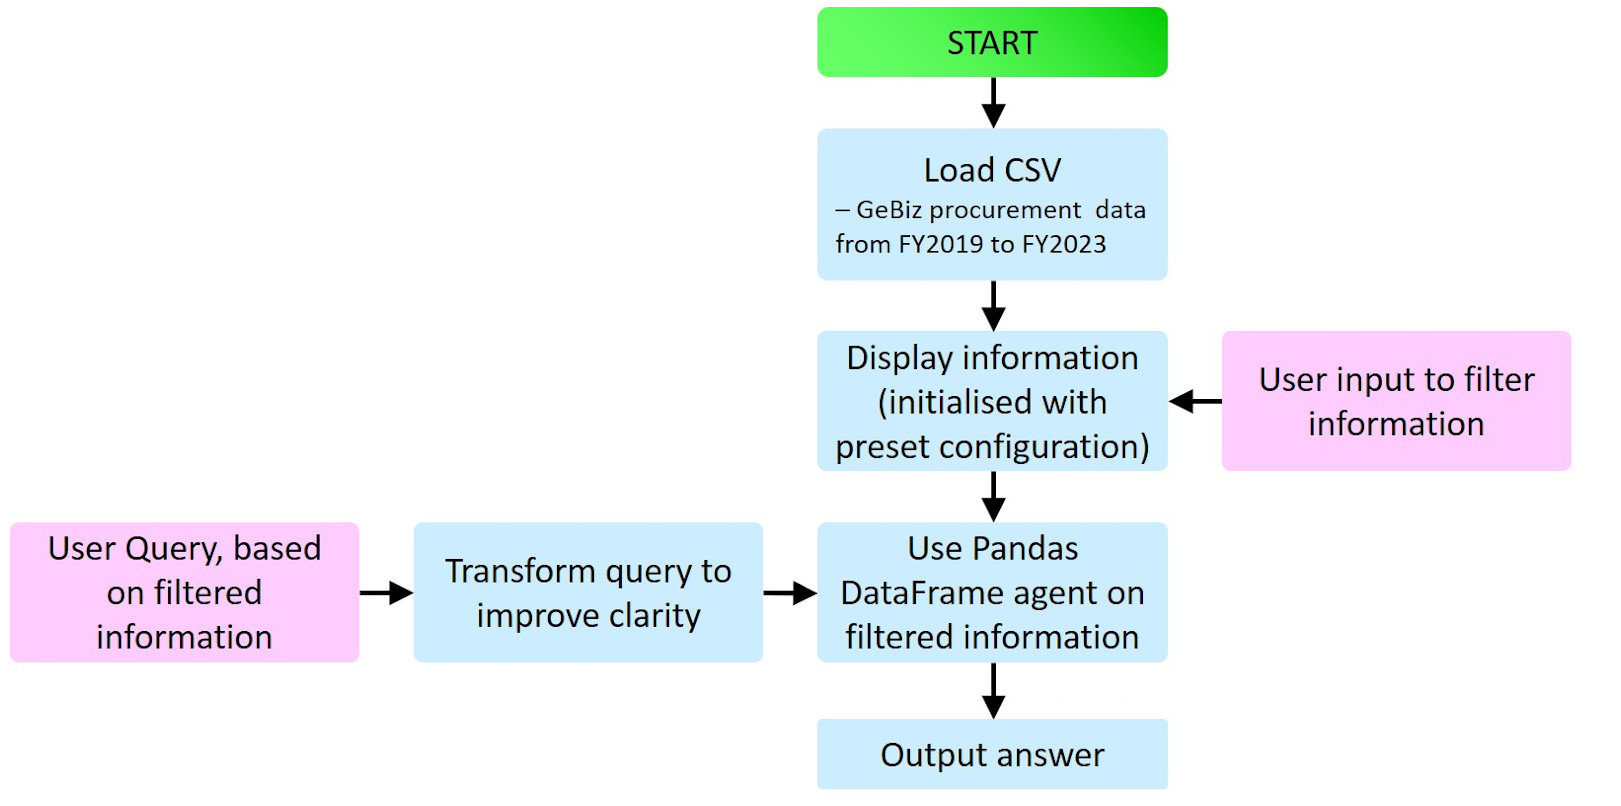 START
Load CSV
– GeBiz procurement data
from FY2019 to FY2023
Display information
(initialised with
preset configuration)
User input to filter
information
User Query, based
on filtered
information
Transform query to
improve clarity
Use Pandas
DataFrame agent on
filtered information
Output answer